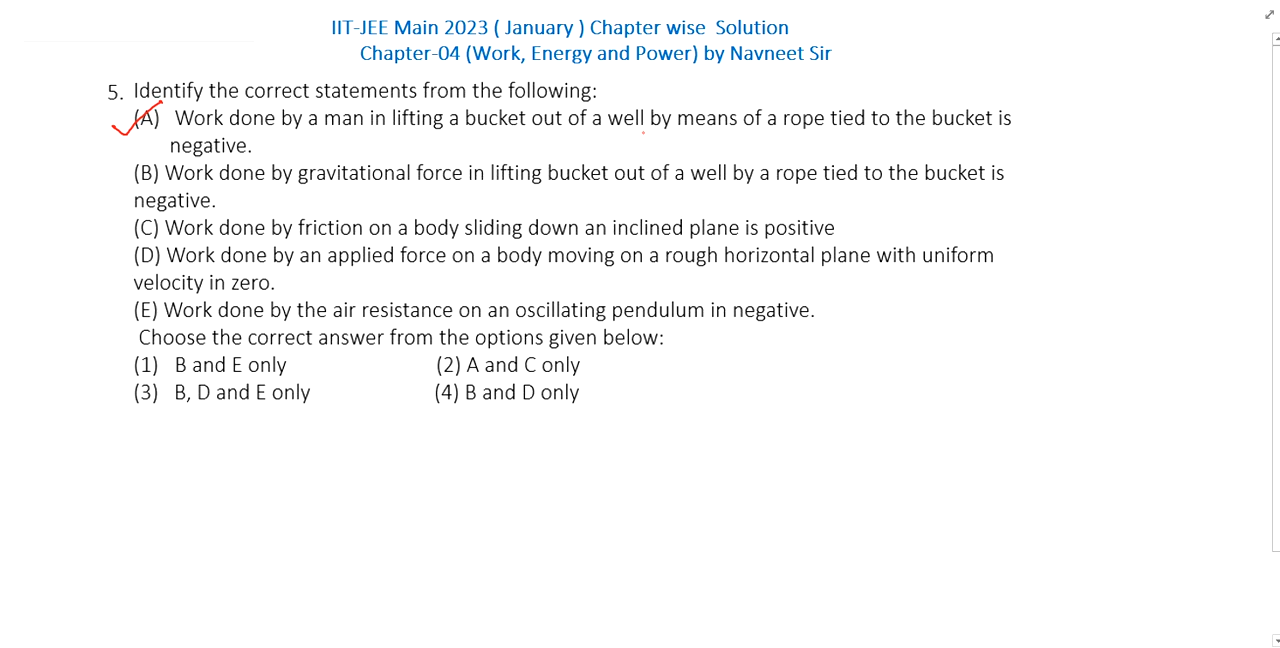 IIT-JEE Main 2023 ( January ) Chapter wise Solution
Chapter-04 (Work, Energy and Power) by Navneet Sir
5. Identify the correct statements from the following:
(A) Work done by a man in lifting a bucket out of a well by means of a rope tied to the bucket is
negative.
(B) Work done by gravitational force in lifting bucket out of a well by a rope tied to the bucket is
negative.
(C) Work done by friction on a body sliding down an inclined plane is positive
(D) Work done by an applied force on a body moving on a rough horizontal plane with uniform
velocity in zero.
(E) Work done by the air resistance on an oscillating pendulum in negative.
Choose the correct answer from the options given below:
(1) B and E only (2) A and C only
(3) B, D and E only (4) B and D only